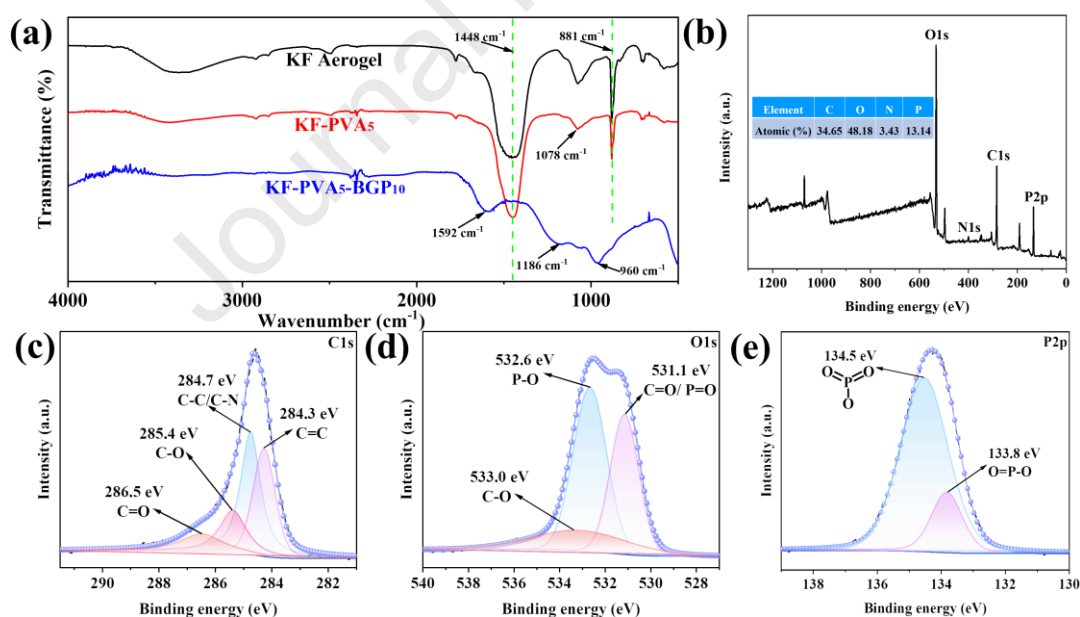 Journal
(a)
KF Aerogel
KF-PVA₅
KF-PVA₅-BGP₁₀
1448 cm⁻¹
881 cm⁻¹
1078 cm⁻¹
1592 cm⁻¹
1186 cm⁻¹
960 cm⁻¹
Transmittance (%)
4000 3000 2000 1000
Wavenumber (cm⁻¹)
(b)
O1s
Element C O N P
Atomic (%) 34.65 48.18 3.43 13.14
C1s
P2p
N1s
Intensity (a.u.)
1200 1000 800 600 400 200 0
Binding energy (eV)
(c)
C1s
284.7 eV
C-C/C-N
284.3 eV
C=C
285.4 eV
C-O
286.5 eV
C=O
Intensity (a.u.)
290 288 286 284 282
Binding energy (eV)
(d)
O1s
532.6 eV
P-O
531.1 eV
C=O/ P=O
533.0 eV
C-O
Intensity (a.u.)
540 538 536 534 532 530 528
Binding energy (eV)
(e)
P2p
134.5 eV
O P O
O
133.8 eV
O=P-O
Intensity (a.u.)
138 136 134 132 130
Binding energy (eV)